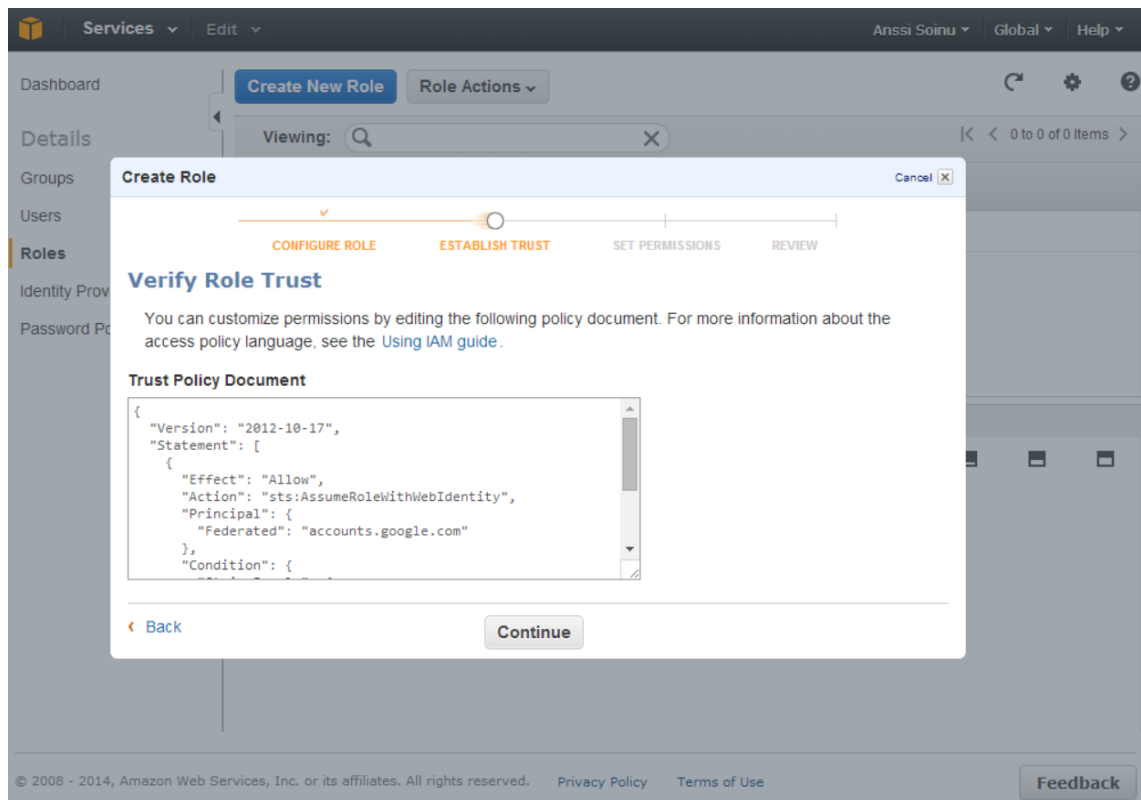 Services Edit Anssi Soinu Global Help
Dashboard
Create New Role Role Actions
Details
Viewing: 0 to 0 of 0 Items
Groups
Users
Roles
Identity Prov
Password Po
Create Role Cancel
CONFIGURE ROLE ESTABLISH TRUST SET PERMISSIONS REVIEW
Verify Role Trust
You can customize permissions by editing the following policy document. For more information about the
access policy language, see the Using IAM guide.
Trust Policy Document
{
"Version": "2012-10-17",
"Statement": [
{
"Effect": "Allow",
"Action": "sts:AssumeRoleWithWebIdentity",
"Principal": {
"Federated": "accounts.google.com"
},
"Condition": {
Back Continue
© 2008 - 2014, Amazon Web Services, Inc. or its affiliates. All rights reserved. Privacy Policy Terms of Use Feedback